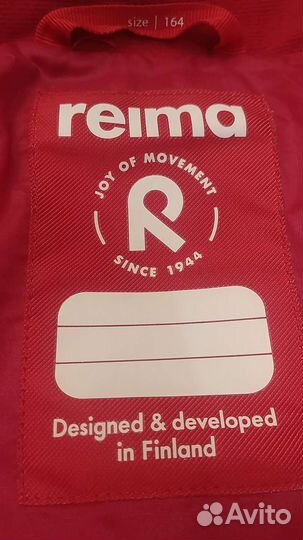 size | 164
reima
JOY OF MOVEMENT
R
SINCE 1944
Designed & developed
in Finland
Avito